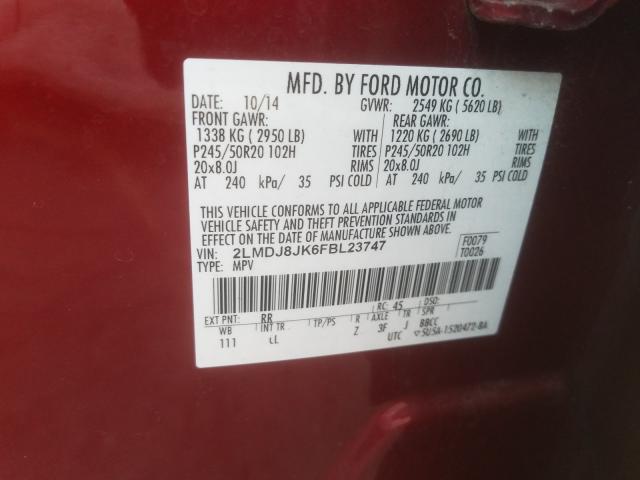 MFD. BY FORD MOTOR CO.
DATE: 10/14 GVWR: 2549 KG ( 5620 LB)
FRONT GAWR: REAR GAWR:
1338 KG ( 2950 LB) WITH 1220 KG ( 2690 LB) WITH
P245/50R20 102H TIRES P245/50R20 102H TIRES
20x8.0J RIMS 20x8.0J RIMS
AT 240 kPa/ 35 PSI COLD AT 240 kPa/ 35 PSI COLD
THIS VEHICLE CONFORMS TO ALL APPLICABLE FEDERAL MOTOR
VEHICLE SAFETY AND THEFT PREVENTION STANDARDS IN
EFFECT ON THE DATE OF MANUFACTURE SHOWN ABOVE.
VIN: 2LMDJ8JK6FBL23747 F0079
TYPE: MPV T0026
EXT PNT: RR RC: 45 DSO:
WB INT TR TP/PS R AXLE TR SPR
111 LL Z 3F J BBCC
UTC 5U5A-1520472-BA